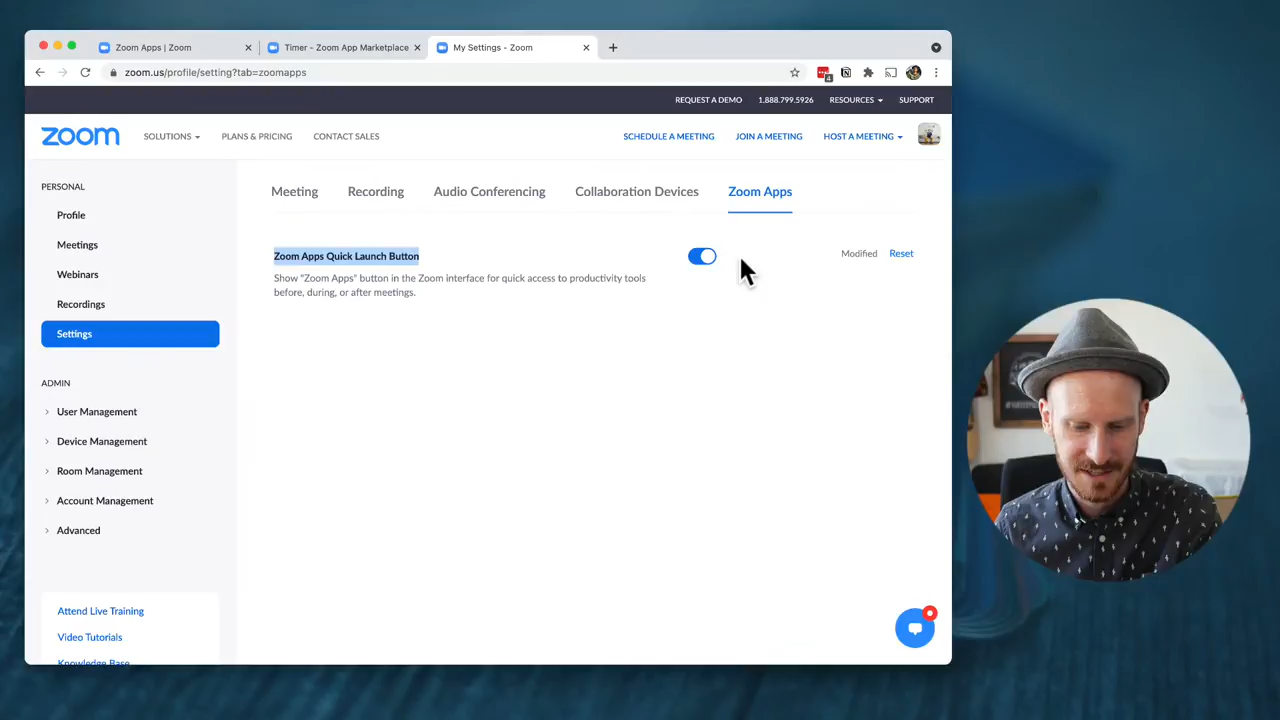 Zoom Apps | Zoom
Timer - Zoom App Marketplace
My Settings - Zoom
zoom.us/profile/setting?tab=zoomapps
4
REQUEST A DEMO
1.888.799.5926
RESOURCES
SUPPORT
zoom
SOLUTIONS
PLANS & PRICING
CONTACT SALES
SCHEDULE A MEETING
JOIN A MEETING
HOST A MEETING
PERSONAL
Profile
Meetings
Webinars
Recordings
Settings
ADMIN
User Management
Device Management
Room Management
Account Management
Advanced
Attend Live Training
Video Tutorials
Knowledge Base
Meeting
Recording
Audio Conferencing
Collaboration Devices
Zoom Apps
Zoom Apps Quick Launch Button
Show "Zoom Apps" button in the Zoom interface for quick access to productivity tools
before, during, or after meetings.
Modified
Reset